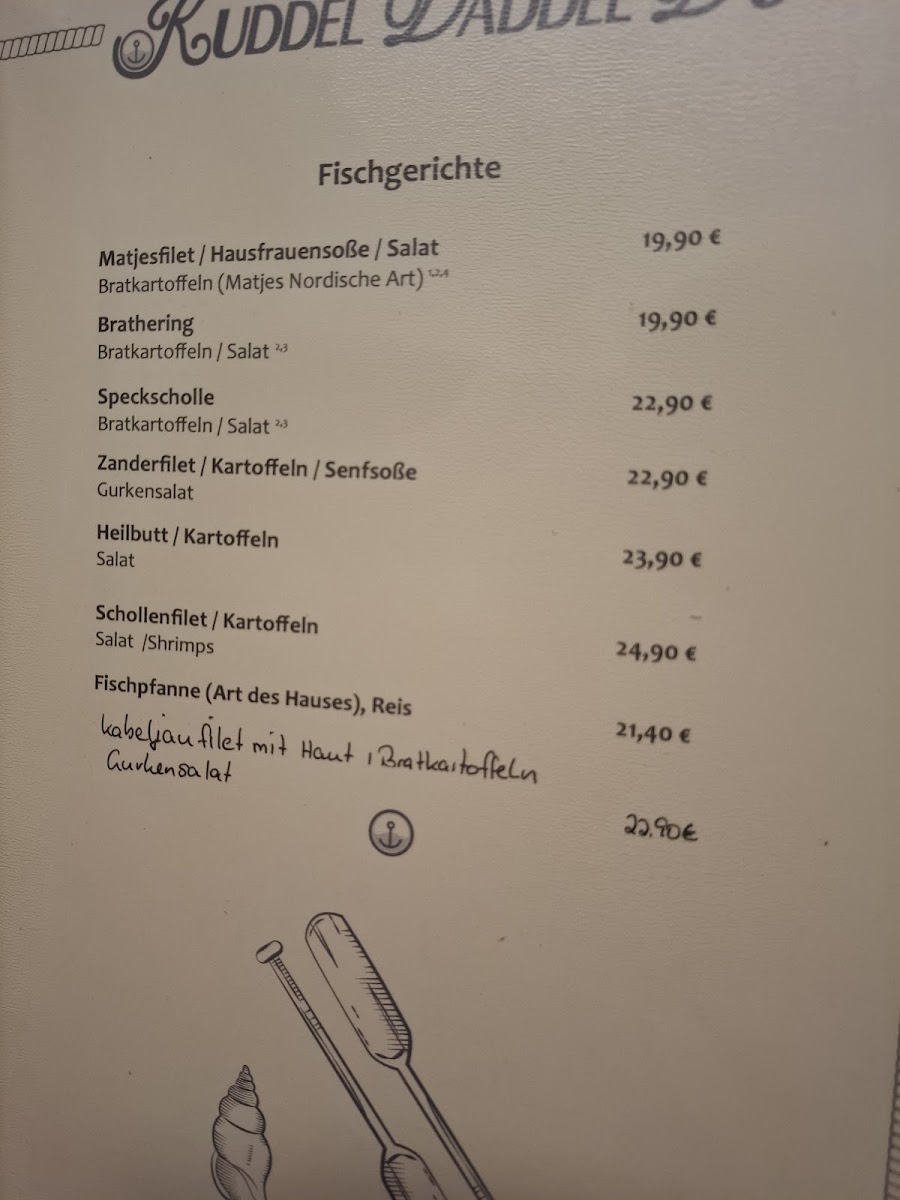 KUDDEL DADDEL D
Fischgerichte
Matjesfilet / Hausfrauensoße / Salat 19,90 €
Bratkartoffeln (Matjes Nordische Art) 1,2,4
Brathering 19,90 €
Bratkartoffeln / Salat 2,3
Speckscholle 22,90 €
Bratkartoffeln / Salat 2,3
Zanderfilet / Kartoffeln / Senfsoße 22,90 €
Gurkensalat
Heilbutt / Kartoffeln 23,90 €
Salat
Schollenfilet / Kartoffeln 24,90 €
Salat /Shrimps
Fischpfanne (Art des Hauses), Reis 21,40 €
Kabeljaufilet mit Haut, Bratkartoffeln
Gurkensalat
22.90€